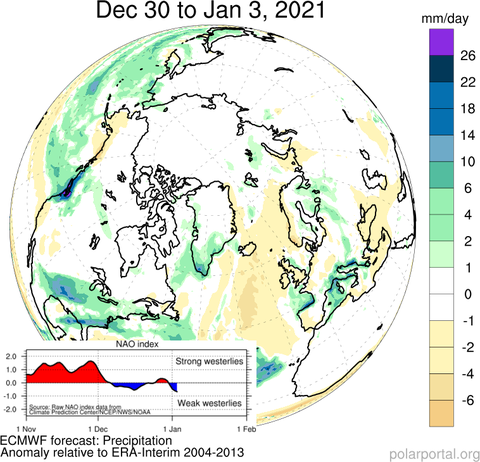 Dec 30 to Jan 3, 2021
mm/day
26
22
18
14
10
6
4
2
1
0
-1
-2
-4
-6
NAO index
2.0
1.0
0.0
-1.0
-2.0
Strong westerlies
Weak westerlies
Source: Raw NAO index data from
Climate Prediction Center/NCEP/NWS/NOAA
1 Nov 1 Dec 1 Jan 1 Feb
ECMWF forecast: Precipitation
Anomaly relative to ERA-Interim 2004-2013
polarportal.org